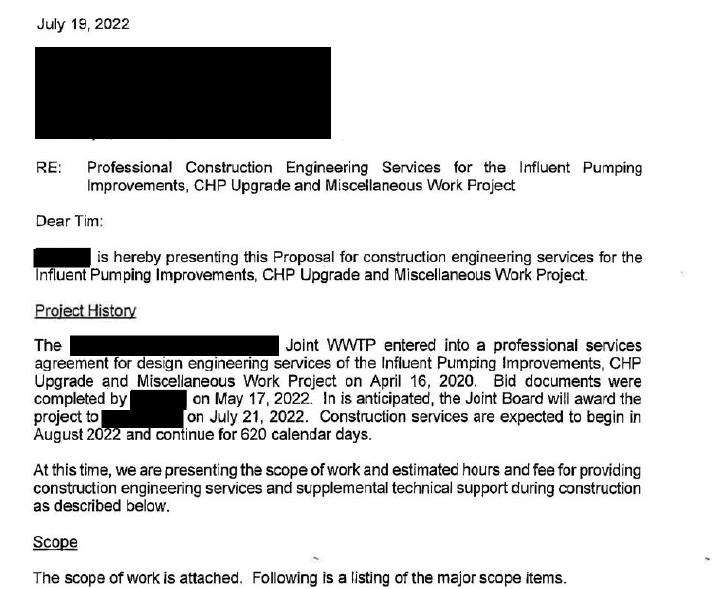 July 19, 2022
RE: Professional Construction Engineering Services for the Influent Pumping
Improvements, CHP Upgrade and Miscellaneous Work Project
Dear Tim:
is hereby presenting this Proposal for construction engineering services for the
Influent Pumping Improvements, CHP Upgrade and Miscellaneous Work Project.
Project History
The Joint WWTP entered into a professional services
agreement for design engineering services of the Influent Pumping Improvements, CHP
Upgrade and Miscellaneous Work Project on April 16, 2020. Bid documents were
completed by on May 17, 2022. In is anticipated, the Joint Board will award the
project to on July 21, 2022. Construction services are expected to begin in
August 2022 and continue for 620 calendar days.
At this time, we are presenting the scope of work and estimated hours and fee for providing
construction engineering services and supplemental technical support during construction
as described below.
Scope
The scope of work is attached. Following is a listing of the major scope items.